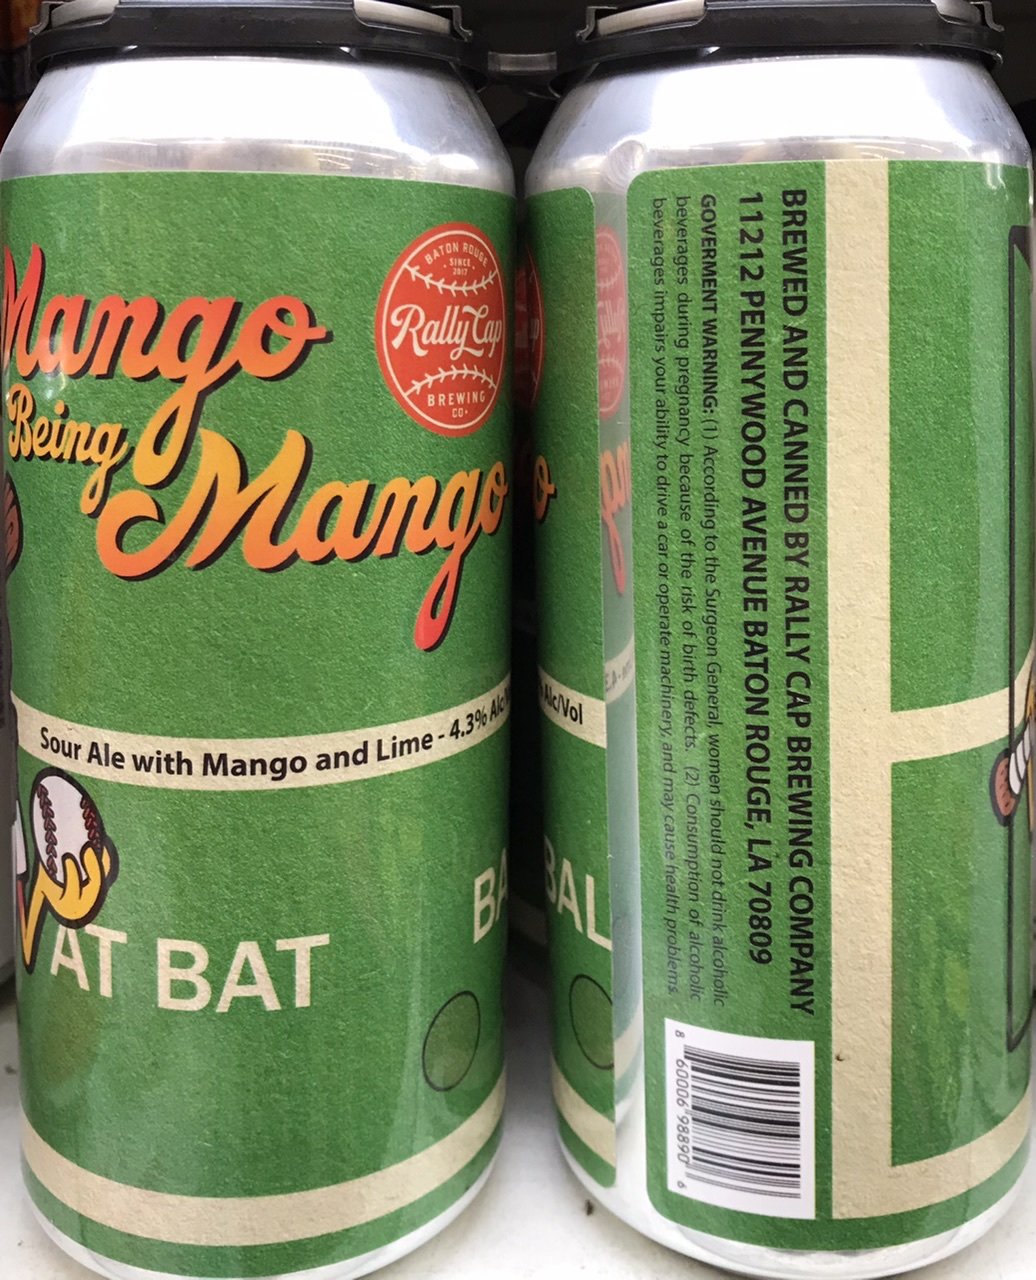 Mango
Being
Mango
BATON ROUGE
SINCE
2017
Rally Cap
BREWING
CO.
Sour Ale with Mango and Lime - 4.3% Alc/
AT BAT
BA
Alc/Vol
BAL
BREWED AND CANNED BY RALLY CAP BREWING COMPANY
11212 PENNYWOOD AVENUE BATON ROUGE, LA 70809
GOVERMENT WARNING: (1) According to the Surgeon General, women should not drink alcoholic
beverages during pregnancy because of the risk of birth defects. (2) Consumption of alcoholic
beverages impairs your ability to drive a car or operate machinery, and may cause health problems.
8 60006 98890 6